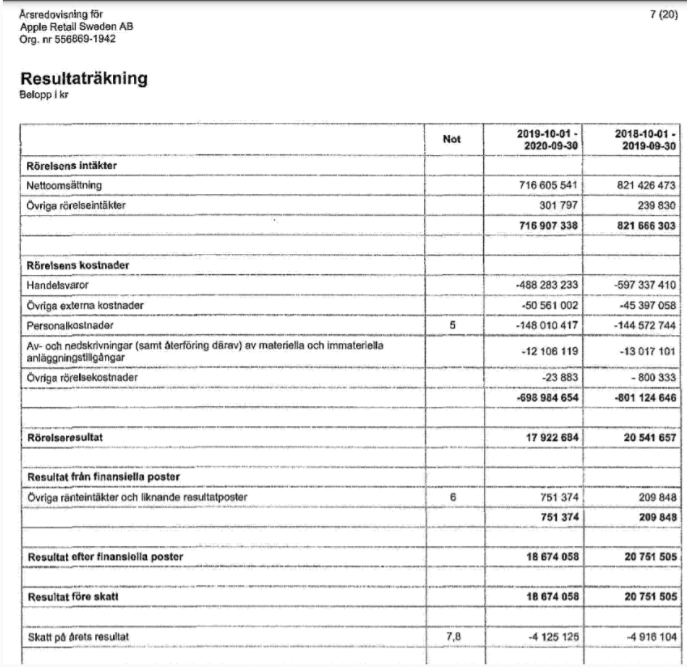 Årsredovisning för
Apple Retail Sweden AB
Org. nr 556869-1942
7 (20)
Resultaträkning
Belopp i kr
Not 2019-10-01 - 2020-09-30 2018-10-01 - 2019-09-30
Rörelsens intäkter
Nettoomsättning 716 605 541 821 426 473
Övriga rörelseintäkter 301 797 239 830
716 907 338 821 666 303
Rörelsens kostnader
Handelsvaror -488 283 233 -597 337 410
Övriga externa kostnader -50 561 002 -45 397 058
Personalkostnader 5 -148 010 417 -144 572 744
Av- och nedskrivningar (samt återföring därav) av materiella och immateriella
anläggningstillgångar -12 106 119 -13 017 101
Övriga rörelsekostnader -23 883 - 800 333
-698 984 654 -801 124 646
Rörelseresultat 17 922 684 20 541 657
Resultat från finansiella poster
Övriga ränteintäkter och liknande resultatposter 6 751 374 209 848
751 374 209 848
Resultat efter finansiella poster 18 674 058 20 751 505
Resultat före skatt 18 674 058 20 751 505
Skatt på årets resultat 7,8 -4 125 125 -4 916 104